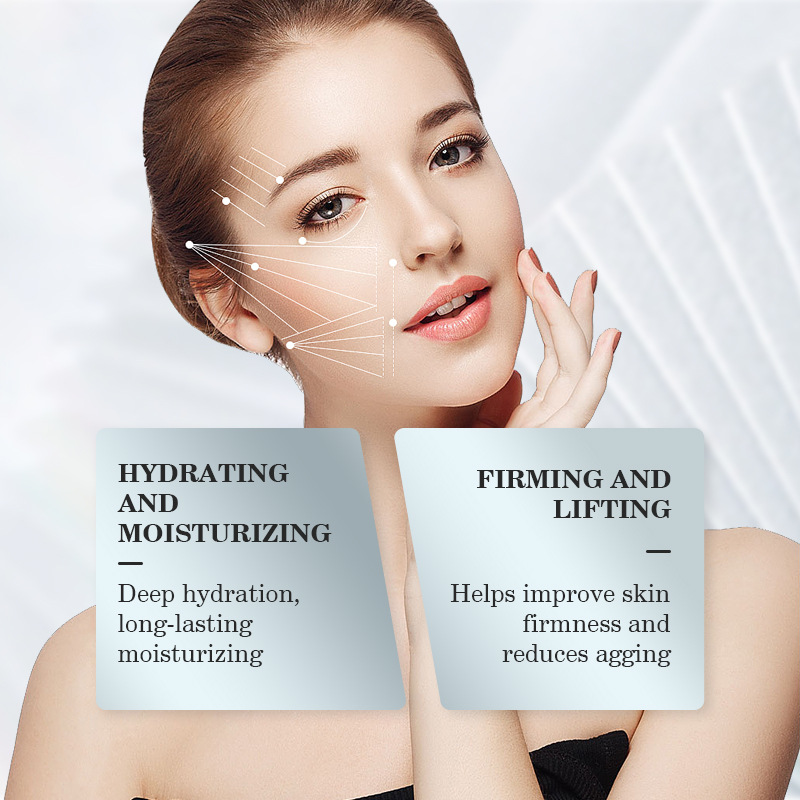 HYDRATING
AND
MOISTURIZING
Deep hydration,
long-lasting
moisturizing
FIRMING AND
LIFTING
Helps improve skin
firmness and
reduces agging